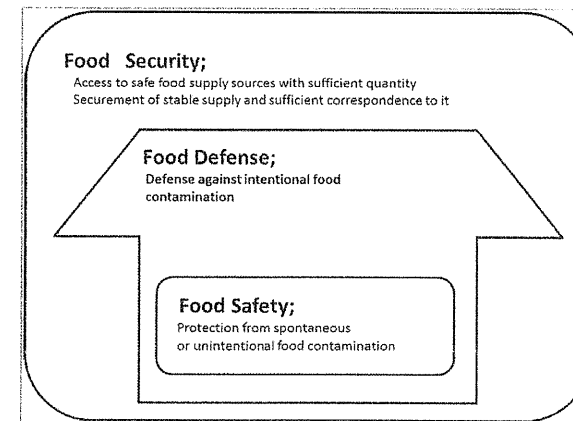 Food Security;
Access to safe food supply sources with sufficient quantity
Securement of stable supply and sufficient correspondence to it
Food Defense;
Defense against intentional food
contamination
Food Safety;
Protection from spontaneous
or unintentional food contamination